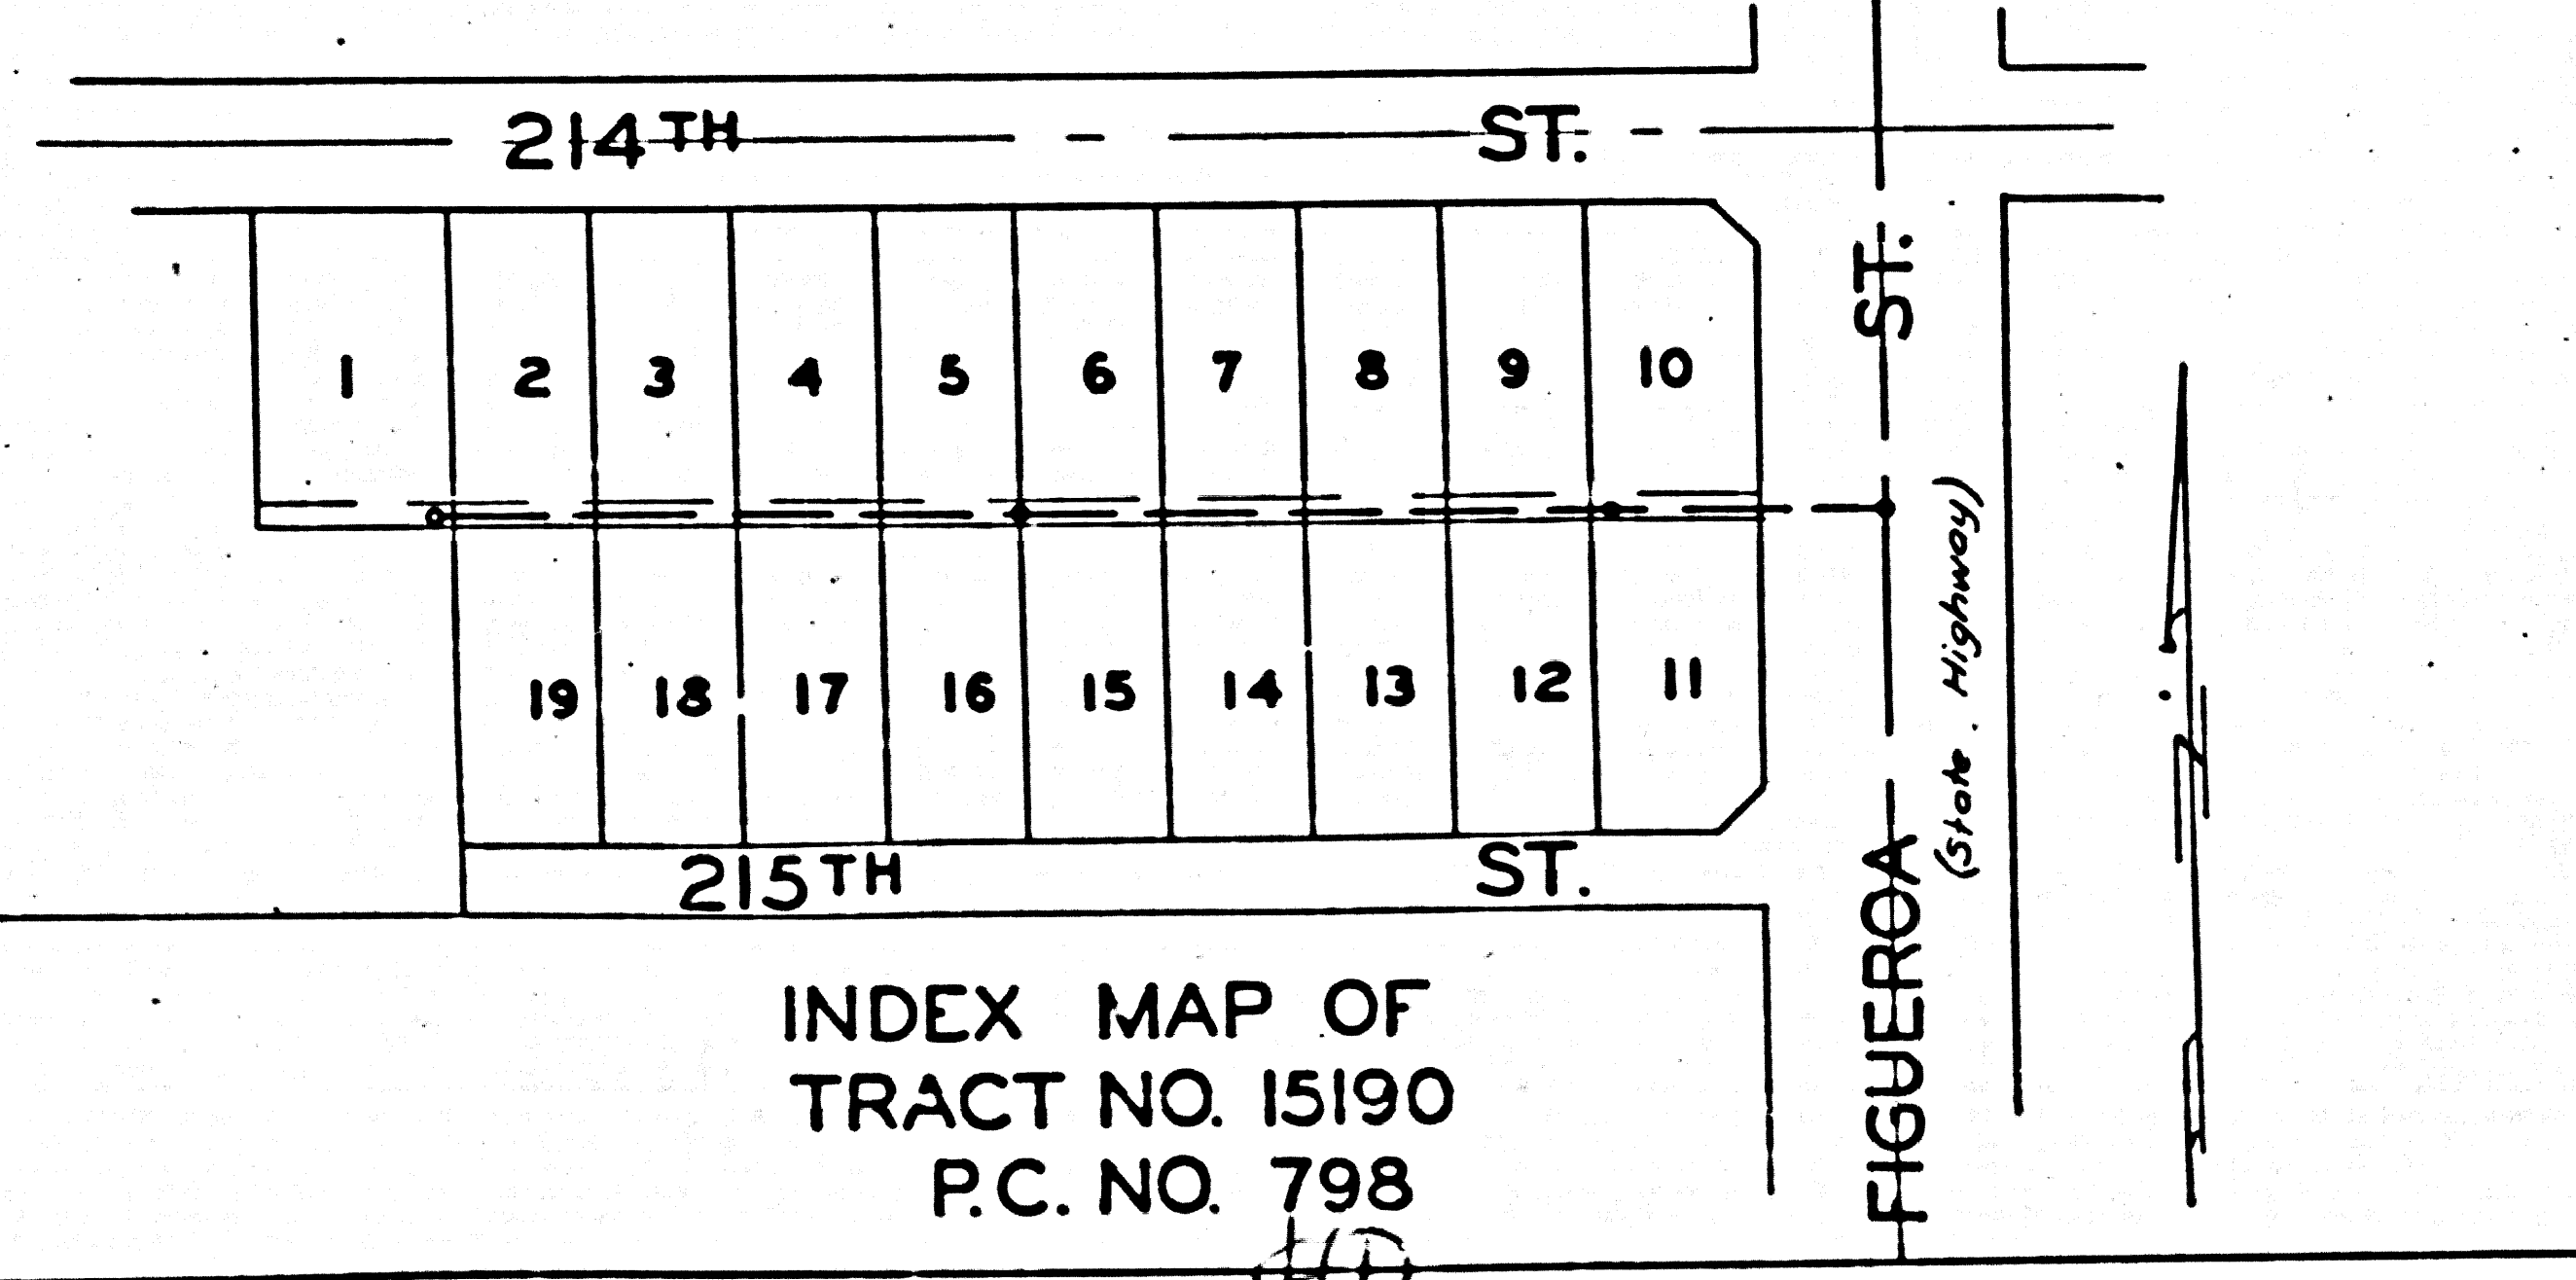 214TH ST.
ST.
1 2 3 4 5 6 7 8 9 10
(State Highway)
19 18 17 16 15 14 13 12 11
N
215TH ST.
FIGUEROA
INDEX MAP OF
TRACT NO. 15190
P.C. NO. 798